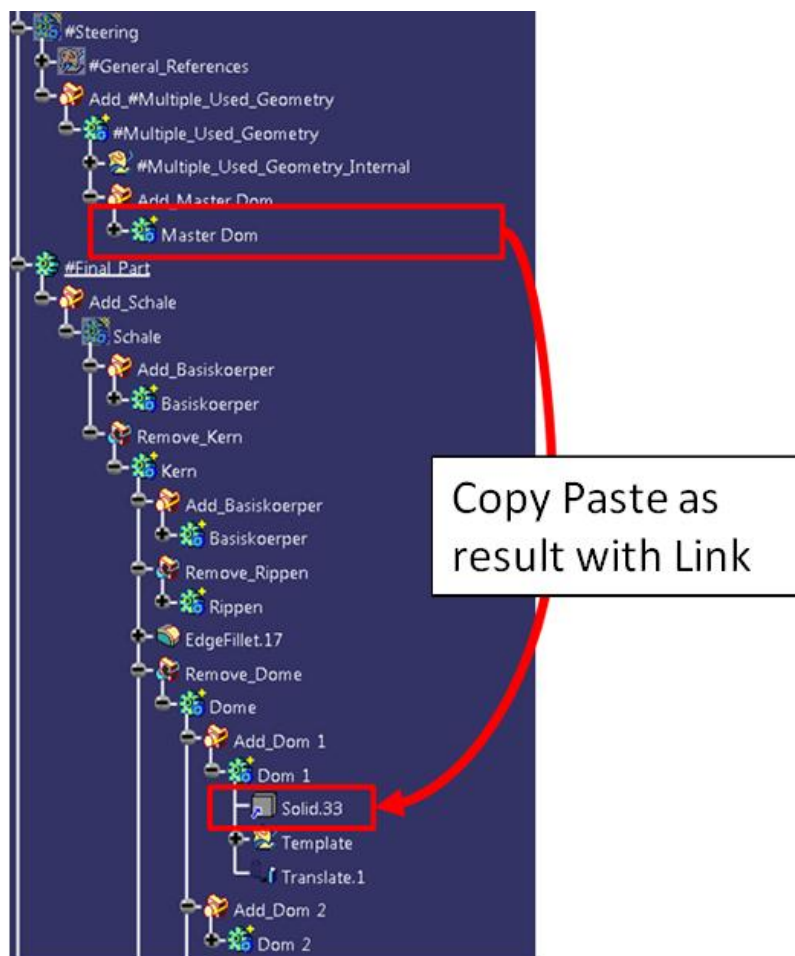 #Steering
#General_References
Add_#Multiple_Used_Geometry
#Multiple_Used_Geometry
#Multiple_Used_Geometry_Internal
Add_Master Dom
Master Dom
#Final_Part
Add_Schale
Schale
Add_Basiskoerper
Basiskoerper
Remove_Kern
Kern
Add_Basiskoerper
Basiskoerper
Remove_Rippen
Rippen
EdgeFillet.17
Remove_Dome
Dome
Add_Dom 1
Dom 1
Solid.33
Template
Translate.1
Add_Dom 2
Dom 2
Copy Paste as
result with Link